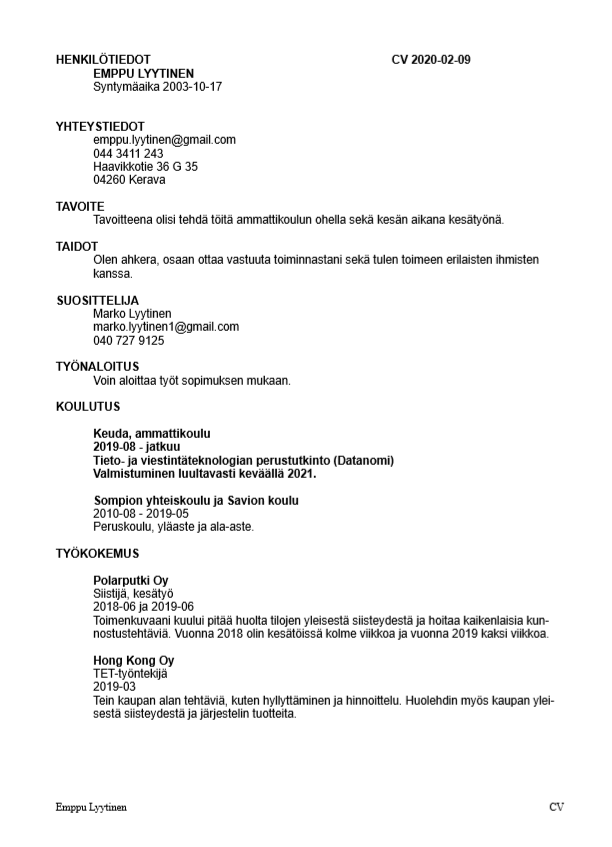 HENKILÖTIEDOT CV 2020-02-09
EMPPU LYYTINEN
Syntymäaika 2003-10-17
YHTEYSTIEDOT
emppu.lyytinen@gmail.com
044 3411 243
Haavikkotie 36 G 35
04260 Kerava
TAVOITE
Tavoitteena olisi tehdä töitä ammattikoulun ohella sekä kesän aikana kesätyönä.
TAIDOT
Olen ahkera, osaan ottaa vastuuta toiminnastani sekä tulen toimeen erilaisten ihmisten
kanssa.
SUOSITTELIJA
Marko Lyytinen
marko.lyytinen1@gmail.com
040 727 9125
TYÖNALOITUS
Voin aloittaa työt sopimuksen mukaan.
KOULUTUS
Keuda, ammattikoulu
2019-08 - jatkuu
Tieto- ja viestintäteknologian perustutkinto (Datanomi)
Valmistuminen luultavasti keväällä 2021.
Sompion yhteiskoulu ja Savion koulu
2010-08 - 2019-05
Peruskoulu, yläaste ja ala-aste.
TYÖKOKEMUS
Polarputki Oy
Siistijä, kesätyö
2018-06 ja 2019-06
Toimenkuvaani kuului pitää huolta tilojen yleisestä siisteydestä ja hoitaa kaikenlaisia kun-
nostustehtäviä. Vuonna 2018 olin kesätöissä kolme viikkoa ja vuonna 2019 kaksi viikkoa.
Hong Kong Oy
TET-työntekijä
2019-03
Tein kaupan alan tehtäviä, kuten hyllyttäminen ja hinnoittelu. Huolehdin myös kaupan ylei-
sestä siisteydestä ja järjestelin tuotteita.
Emppu Lyytinen CV